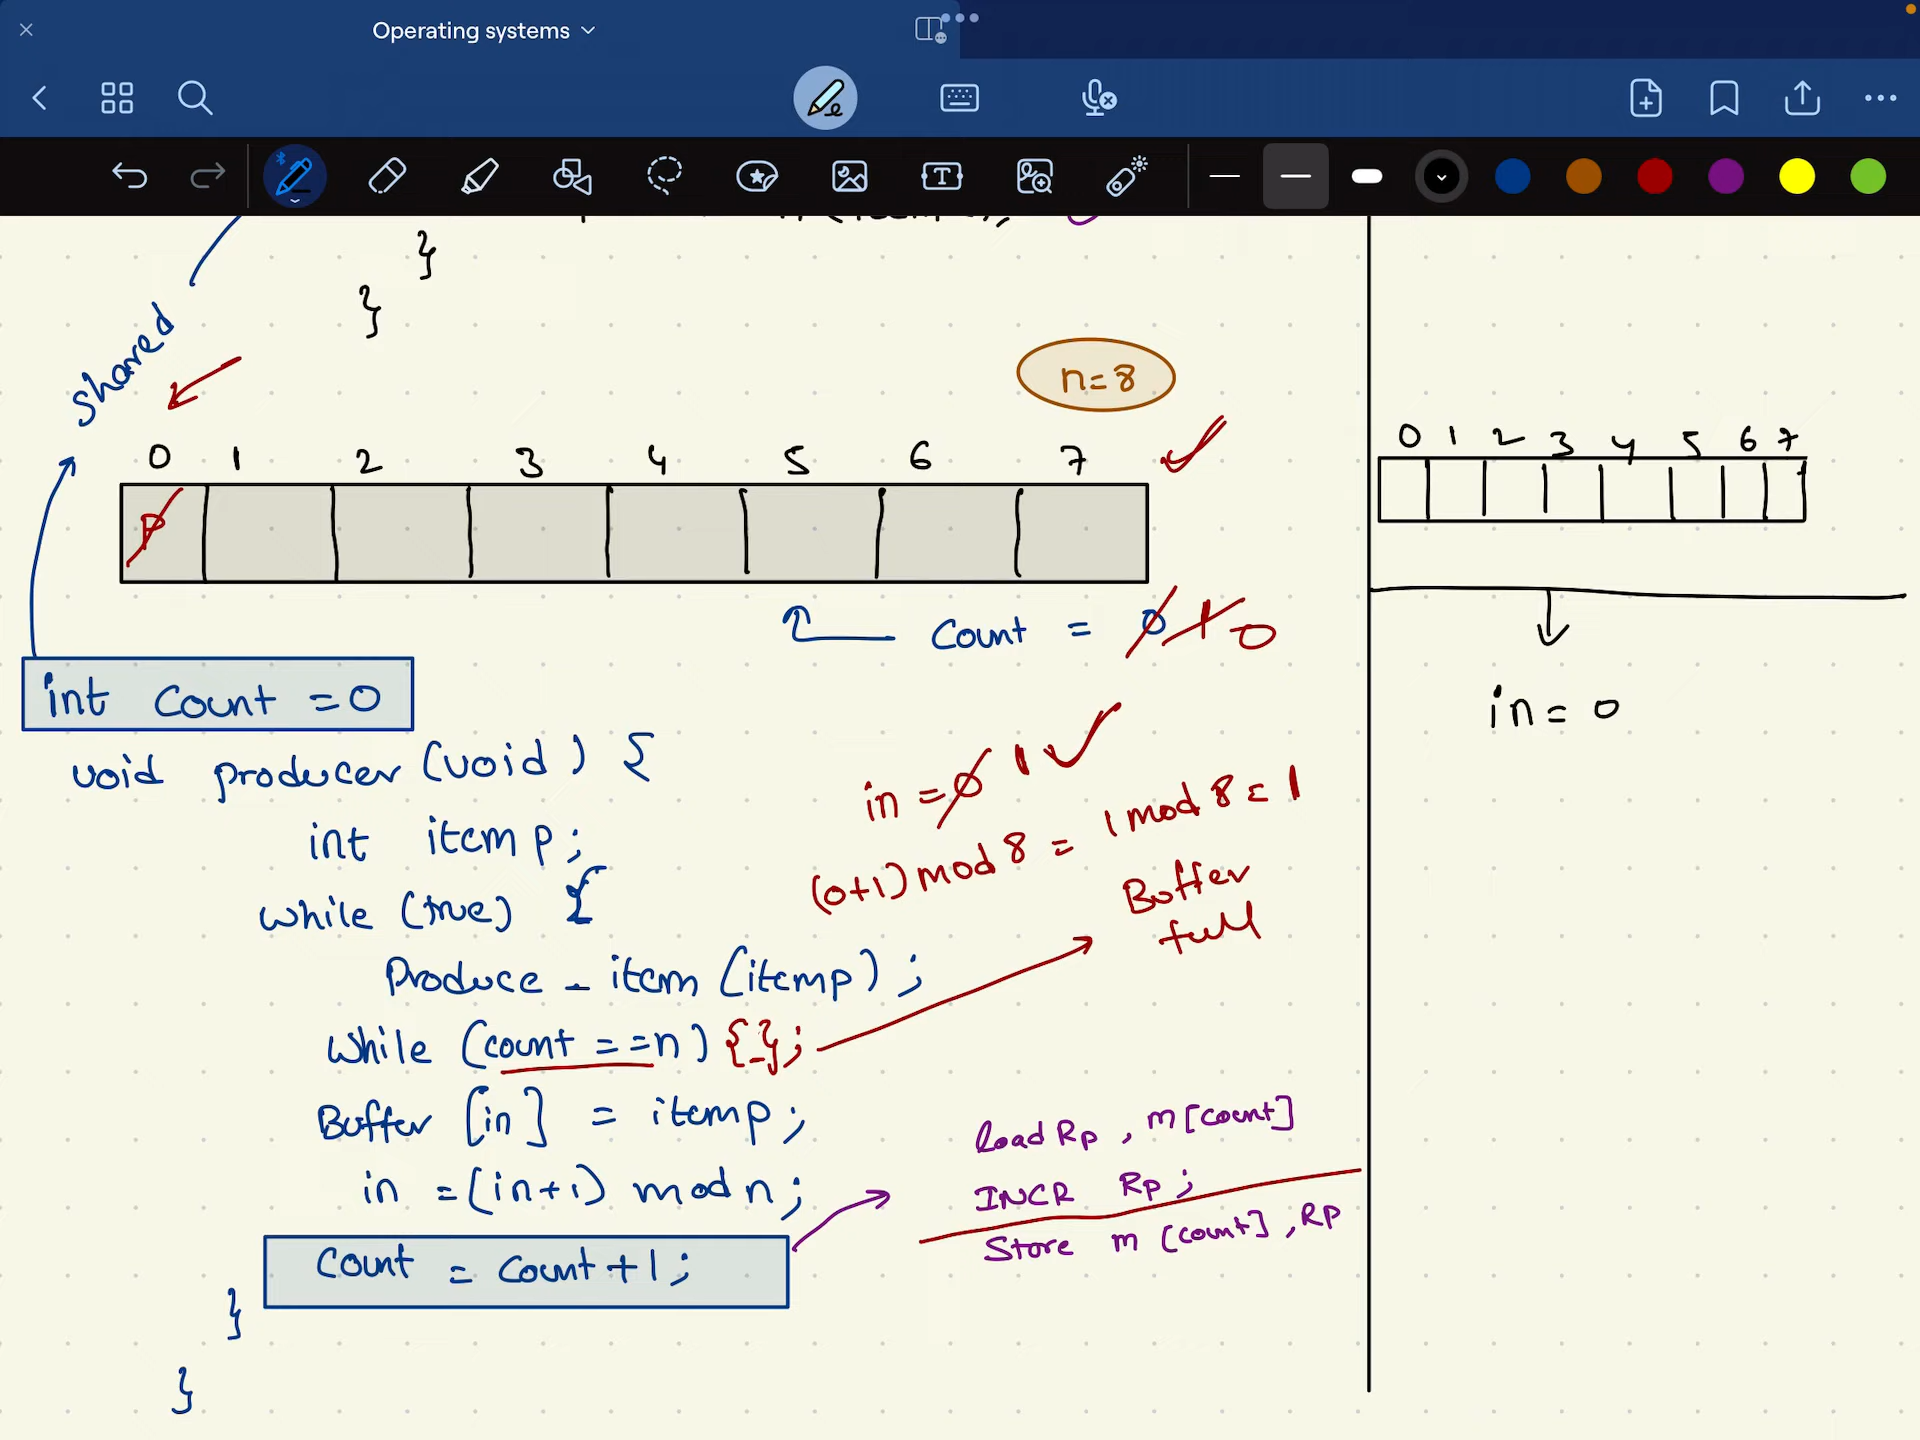 Operating systems
}
}
shared
n=8
0 1 2 3 4 5 6 7
P
count = 0 1 0
int count = 0
void producer (void) {
int itemp;
while (true) {
Produce - item (itemp);
while (count == n) {_};
Buffer [in] = itemp;
in = (in+1) mod n;
count = count+1;
}
}
in = 0 1
(0+1) mod 8 = 1 mod 8 = 1
Buffer
full
load Rp, m[count]
INCR Rp;
Store m [count], Rp
0 1 2 3 4 5 6 7
in = 0